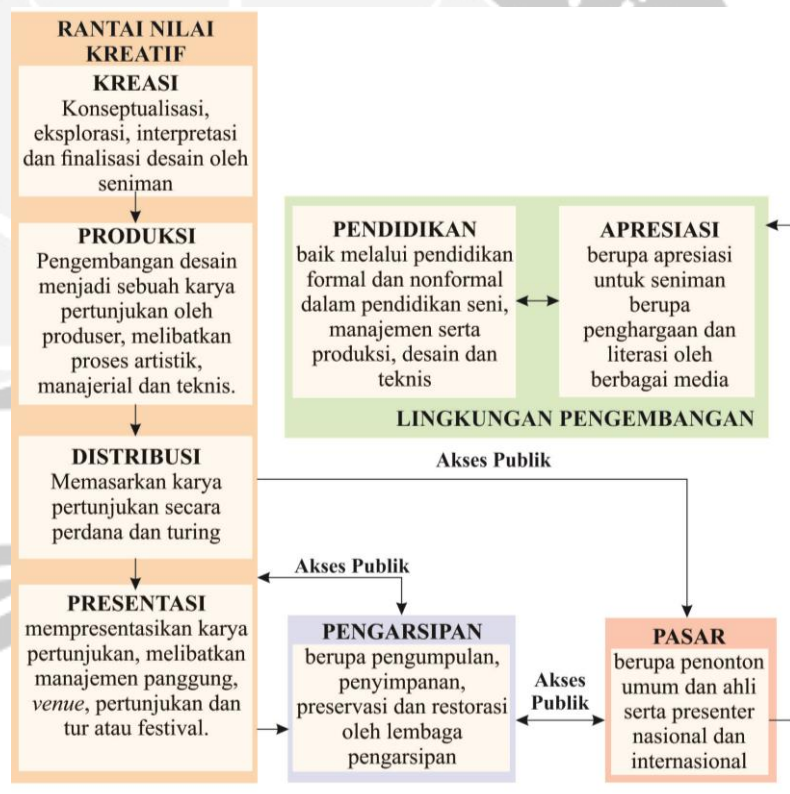 RANTAI NILAI
KREATIF
KREASI
Konseptualisasi,
eksplorasi, interpretasi
dan finalisasi desain oleh
seniman
PRODUKSI
Pengembangan desain
menjadi sebuah karya
pertunjukan oleh
produser, melibatkan
proses artistik,
manajerial dan teknis.
DISTRIBUSI
Memasarkan karya
pertunjukan secara
perdana dan turing
PRESENTASI
mempresentasikan karya
pertunjukan, melibatkan
manajemen panggung,
venue, pertunjukan dan
tur atau festival.
PENDIDIKAN
baik melalui pendidikan
formal dan nonformal
dalam pendidikan seni,
manajemen serta
produksi, desain dan
teknis
APRESIASI
berupa apresiasi
untuk seniman
berupa
penghargaan dan
literasi oleh
berbagai media
LINGKUNGAN PENGEMBANGAN
Akses Publik
Akses Publik
PENGARSIPAN
berupa pengumpulan,
penyimpanan,
preservasi dan restorasi
oleh lembaga
pengarsipan
Akses
Publik
PASAR
berupa penonton
umum dan ahli
serta presenter
nasional dan
internasional